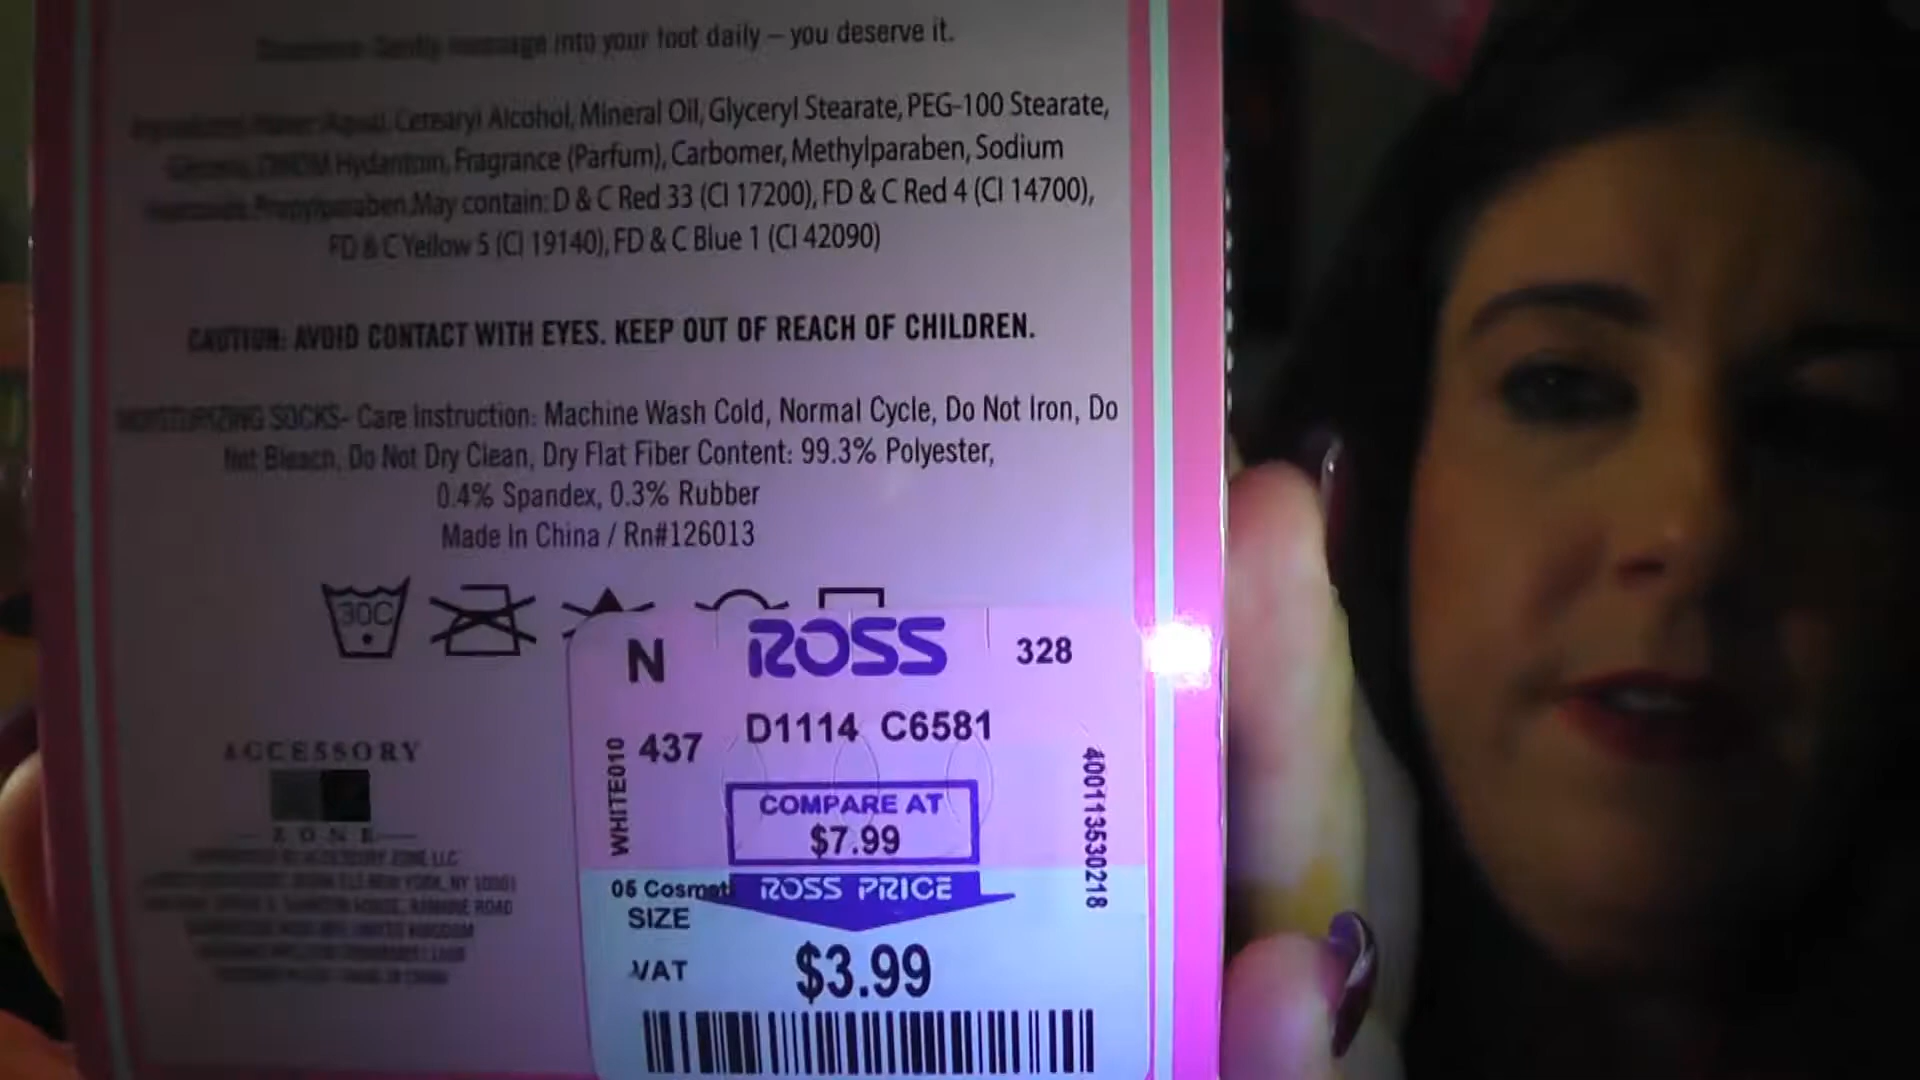 into your foot daily – you deserve it.
Cetearyl Alcohol, Mineral Oil, Glyceryl Stearate, PEG-100 Stearate,
Hydantoin, Fragrance (Parfum), Carbomer, Methylparaben, Sodium
Propylparaben. May contain: D & C Red 33 (CI 17200), FD & C Red 4 (CI 14700),
FD & C Yellow 5 (CI 19140), FD & C Blue 1 (CI 42090)
CAUTION: AVOID CONTACT WITH EYES. KEEP OUT OF REACH OF CHILDREN.
MOISTURIZING SOCKS- Care Instruction: Machine Wash Cold, Normal Cycle, Do Not Iron, Do
Not Bleach, Do Not Dry Clean, Dry Flat Fiber Content: 99.3% Polyester,
0.4% Spandex, 0.3% Rubber
Made In China / Rn#126013
30C
N ROSS 328
437 D1114 C6581
WHITE010
400113530218
COMPARE AT
$7.99
05 Cosmeti ROSS PRICE
SIZE
VAT $3.99
ACCESSORY
ZONE